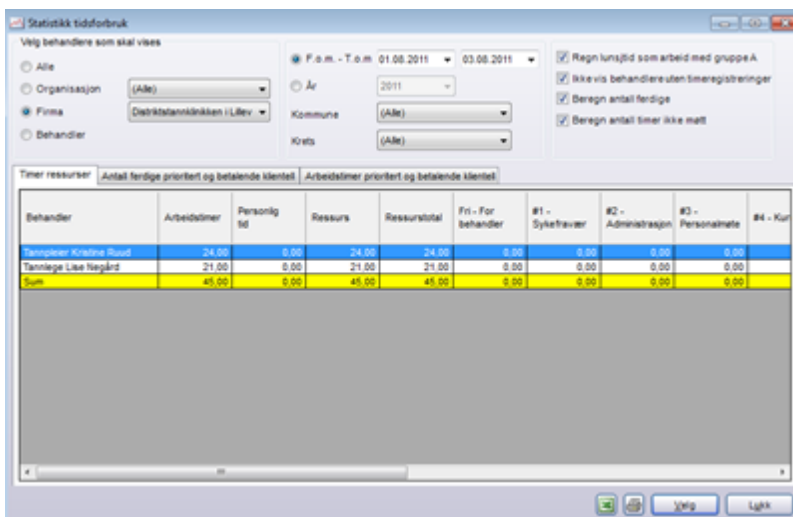 Statistikk tidsforbruk
Velg behandlere som skal vises
Alle
Organisasjon (Alle)
Firma Distriktstannklinikken i Lillev
Behandler
F.o.m. - T.o.m 01.08.2011 03.08.2011
År 2011
Kommune (Alle)
Krets (Alle)
Regn lunsjtid som arbeid med gruppe A
Ikke vis behandlere uten timeregistreringer
Beregn antall ferdige
Beregn antall timer ikke møtt
Timer ressurser Antall ferdige prioritert og betalende klientell Arbeidstimer prioritert og betalende klientell
Behandler Arbeidstimer Personlig tid Ressurs Ressurstotal Fri - For behandler #1 - Sykefravær #2 - Administrasjon #3 - Personalmøte #4 - Kur
Tannpleier Kristine Ruud 24,00 0,00 24,00 24,00 0,00 0,00 0,00 0,00
Tannlege Lise Negård 21,00 0,00 21,00 21,00 0,00 0,00 0,00 0,00
Sum 45,00 0,00 45,00 45,00 0,00 0,00 0,00 0,00
Velg Lukk